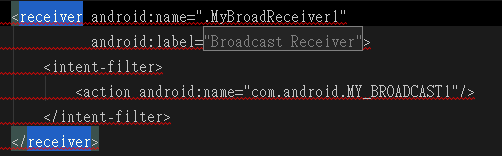 <receiver android:name=".MyBroadReceiver1"
android:label="Broadcast Receiver">
<intent-filter>
<action android:name="com.android.MY_BROADCAST1"/>
</intent-filter>
</receiver>